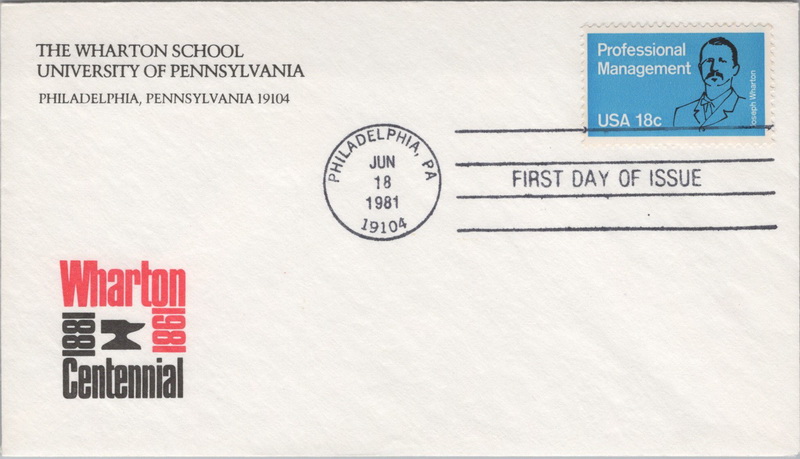 THE WHARTON SCHOOL
UNIVERSITY OF PENNSYLVANIA
PHILADELPHIA, PENNSYLVANIA 19104
Professional
Management
USA 18c
Joseph Wharton
PHILADELPHIA, PA
JUN
18
1981
19104
FIRST DAY OF ISSUE
Wharton
1881
1981
Centennial